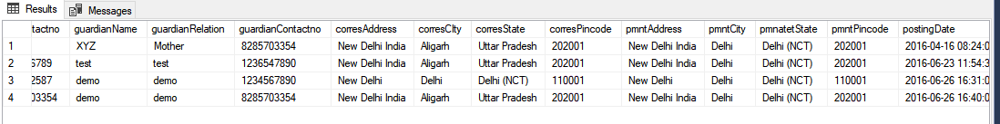 Results Messages
tactno guardianName guardianRelation guardianContactno corresAddress corresCIty corresState corresPincode pmntAddress pmntCity pmnatetState pmntPincode postingDate
1 XYZ Mother 8285703354 New Delhi India Aligarh Uttar Pradesh 202001 New Delhi India Delhi Delhi (NCT) 202001 2016-04-16 08:24:0
2 6789 test test 1236547890 New Delhi India Aligarh Uttar Pradesh 202001 New Delhi India Delhi Delhi (NCT) 202001 2016-06-23 11:54:3
3 2587 demo demo 1234567890 New Delhi Delhi Delhi (NCT) 110001 New Delhi Delhi Delhi (NCT) 110001 2016-06-26 16:31:0
4 03354 demo demo 8285703354 New Delhi India Aligarh Uttar Pradesh 202001 New Delhi India Delhi Delhi (NCT) 202001 2016-06-26 16:40:0